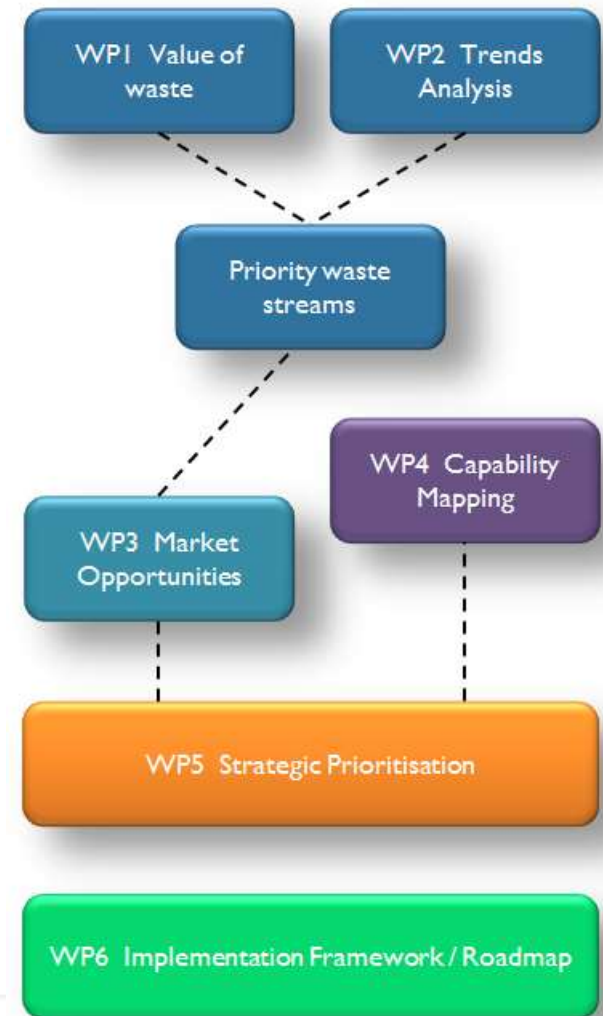 WP1 Value of
waste
WP2 Trends
Analysis
Priority waste
streams
WP4 Capability
Mapping
WP3 Market
Opportunities
WP5 Strategic Prioritisation
WP6 Implementation Framework / Roadmap